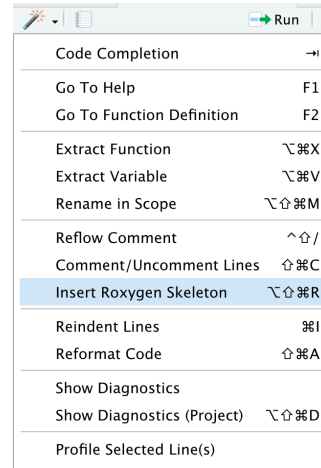 Run
Code Completion ⇥
Go To Help F1
Go To Function Definition F2
Extract Function ⌥⌘X
Extract Variable ⌥⌘V
Rename in Scope ⌥⇧⌘M
Reflow Comment ^⇧/
Comment/Uncomment Lines ⇧⌘C
Insert Roxygen Skeleton ⌥⇧⌘R
Reindent Lines ⌘I
Reformat Code ⇧⌘A
Show Diagnostics
Show Diagnostics (Project) ⌥⇧⌘D
Profile Selected Line(s)